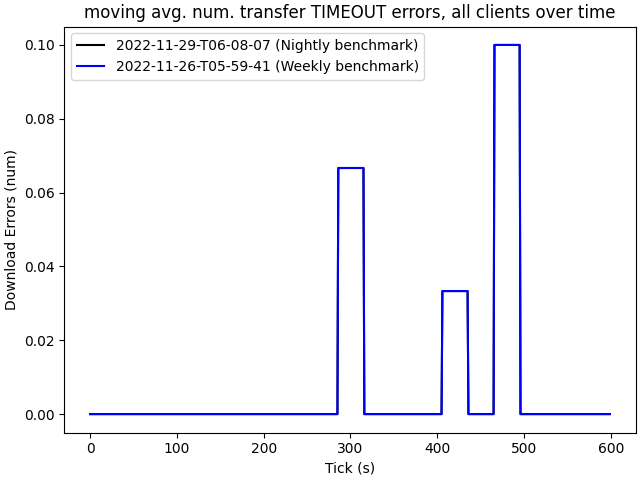 moving avg. num. transfer TIMEOUT errors, all clients over time
2022-11-29-T06-08-07 (Nightly benchmark)
2022-11-26-T05-59-41 (Weekly benchmark)
Download Errors (num)
0.10
0.08
0.06
0.04
0.02
0.00
0 100 200 300 400 500 600
Tick (s)